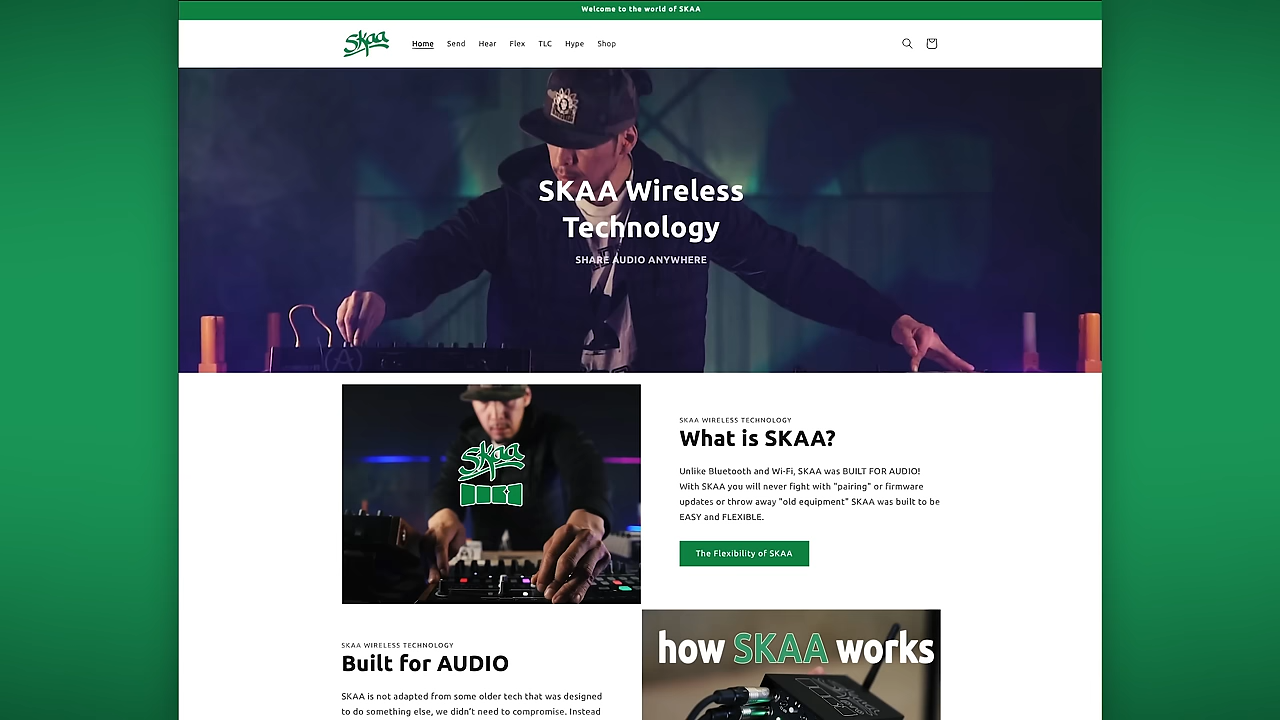 Welcome to the world of SKAA
Skaa
Home Send Hear Flex TLC Hype Shop
SKAA Wireless
Technology
SHARE AUDIO ANYWHERE
Skaa
SKAA WIRELESS TECHNOLOGY
What is SKAA?
Unlike Bluetooth and Wi-Fi, SKAA was BUILT FOR AUDIO!
With SKAA you will never fight with "pairing" or firmware
updates or throw away "old equipment" SKAA was built to be
EASY and FLEXIBLE.
The Flexibility of SKAA
SKAA WIRELESS TECHNOLOGY
Built for AUDIO
SKAA is not adapted from some older tech that was designed
to do something else, we didn't need to compromise. Instead
how SKAA works